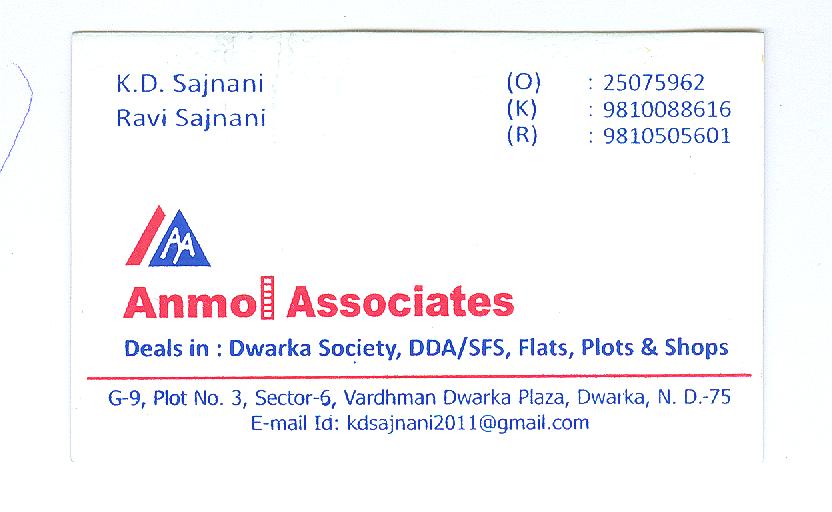 K.D. Sajnani
Ravi Sajnani
(O) : 25075962
(K) : 9810088616
(R) : 9810505601
AA
Anmol Associates
Deals in : Dwarka Society, DDA/SFS, Flats, Plots & Shops
G-9, Plot No. 3, Sector-6, Vardhman Dwarka Plaza, Dwarka, N. D.-75
E-mail Id: kdsajnani2011@gmail.com